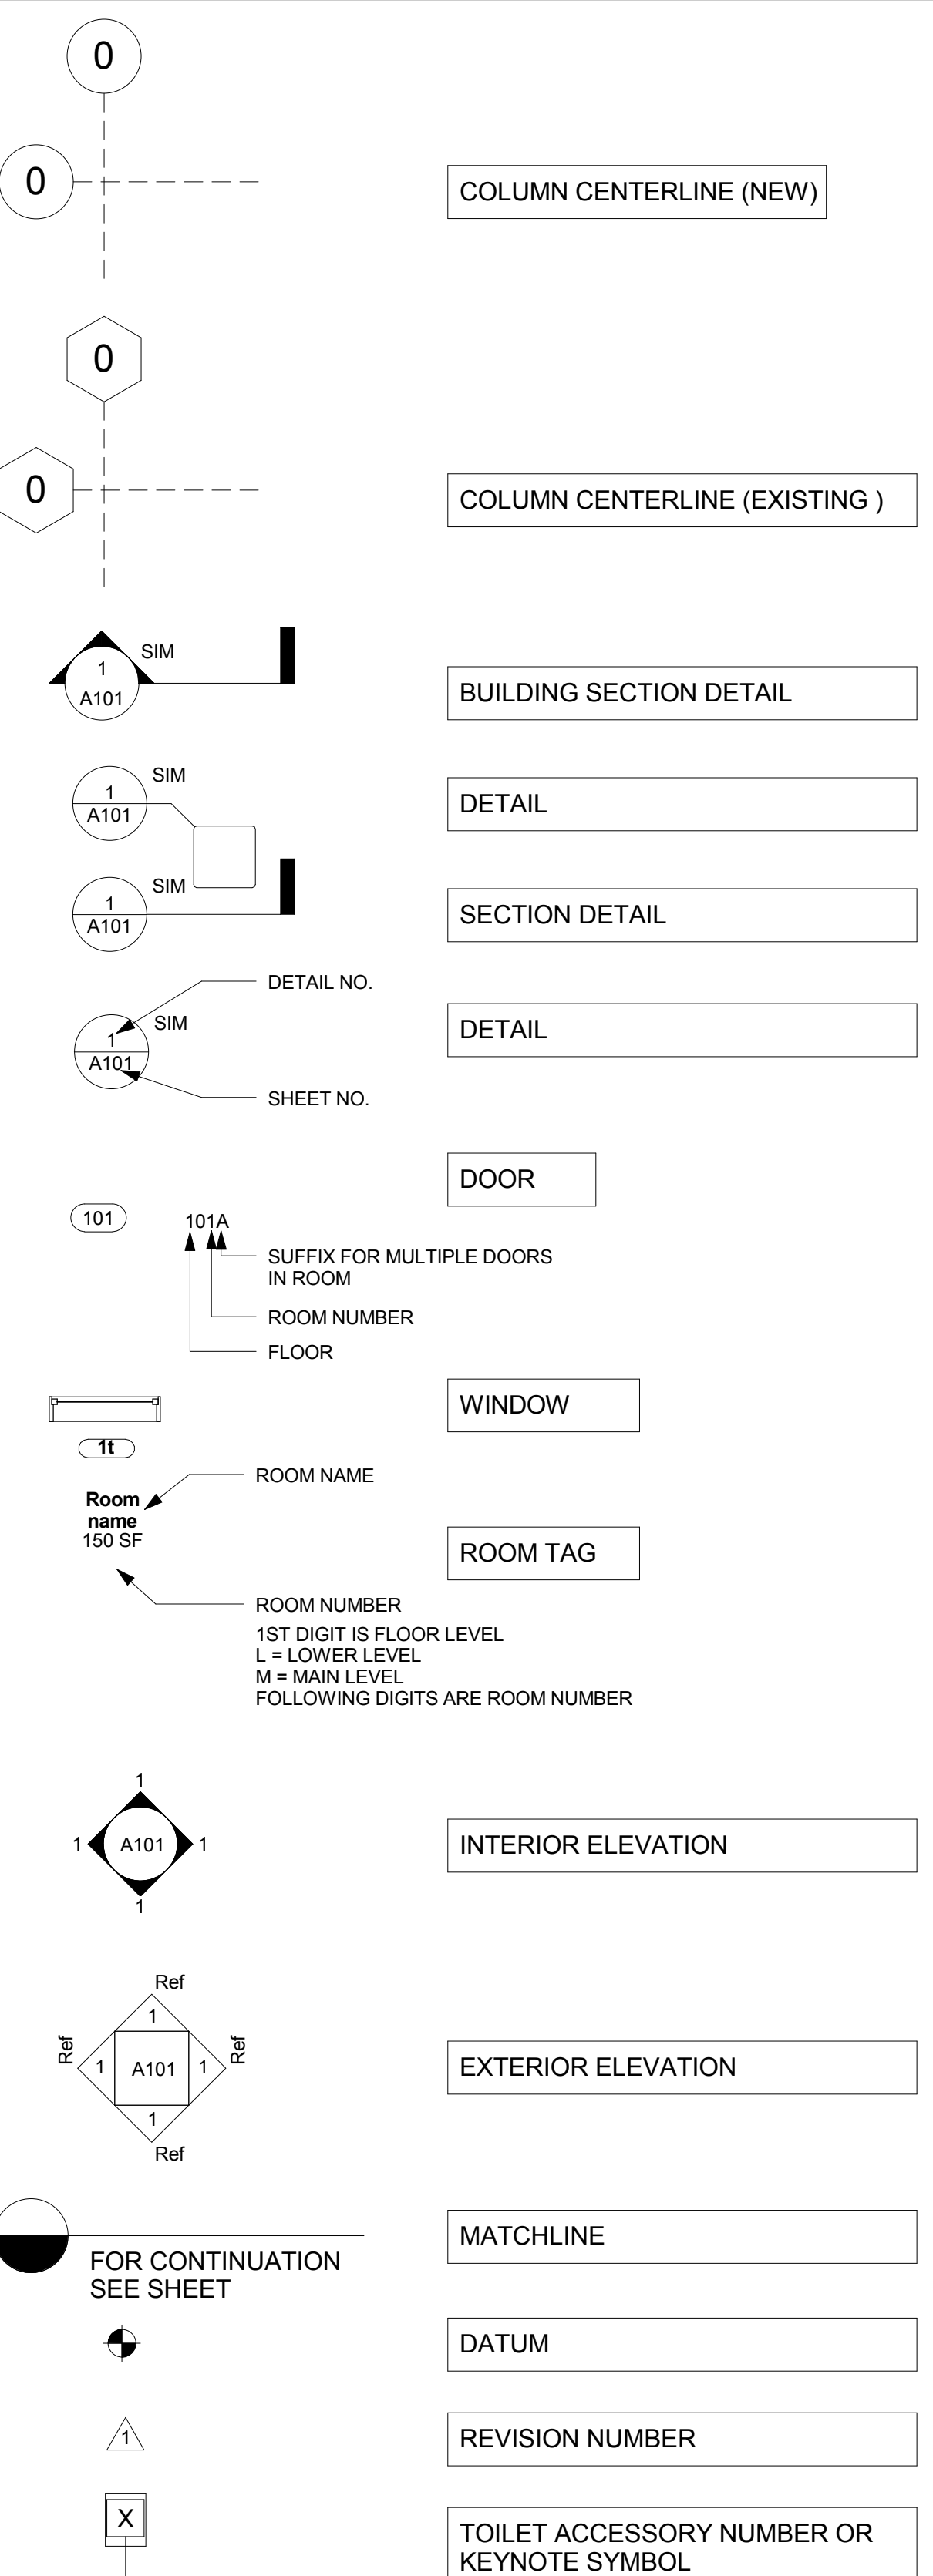 0
0
COLUMN CENTERLINE (NEW)
0
0
COLUMN CENTERLINE (EXISTING )
SIM
1
A101
BUILDING SECTION DETAIL
SIM
1
A101
DETAIL
SIM
1
A101
SECTION DETAIL
DETAIL NO.
SIM
1
A101
DETAIL
SHEET NO.
DOOR
101
101A
SUFFIX FOR MULTIPLE DOORS
IN ROOM
ROOM NUMBER
FLOOR
WINDOW
1t
ROOM NAME
Room
name
150 SF
ROOM TAG
ROOM NUMBER
1ST DIGIT IS FLOOR LEVEL
L = LOWER LEVEL
M = MAIN LEVEL
FOLLOWING DIGITS ARE ROOM NUMBER
1
1 A101 1
1
INTERIOR ELEVATION
Ref
1
Ref 1 A101 1 Ref
1
Ref
EXTERIOR ELEVATION
MATCHLINE
FOR CONTINUATION
SEE SHEET
DATUM
1
REVISION NUMBER
X
TOILET ACCESSORY NUMBER OR
KEYNOTE SYMBOL